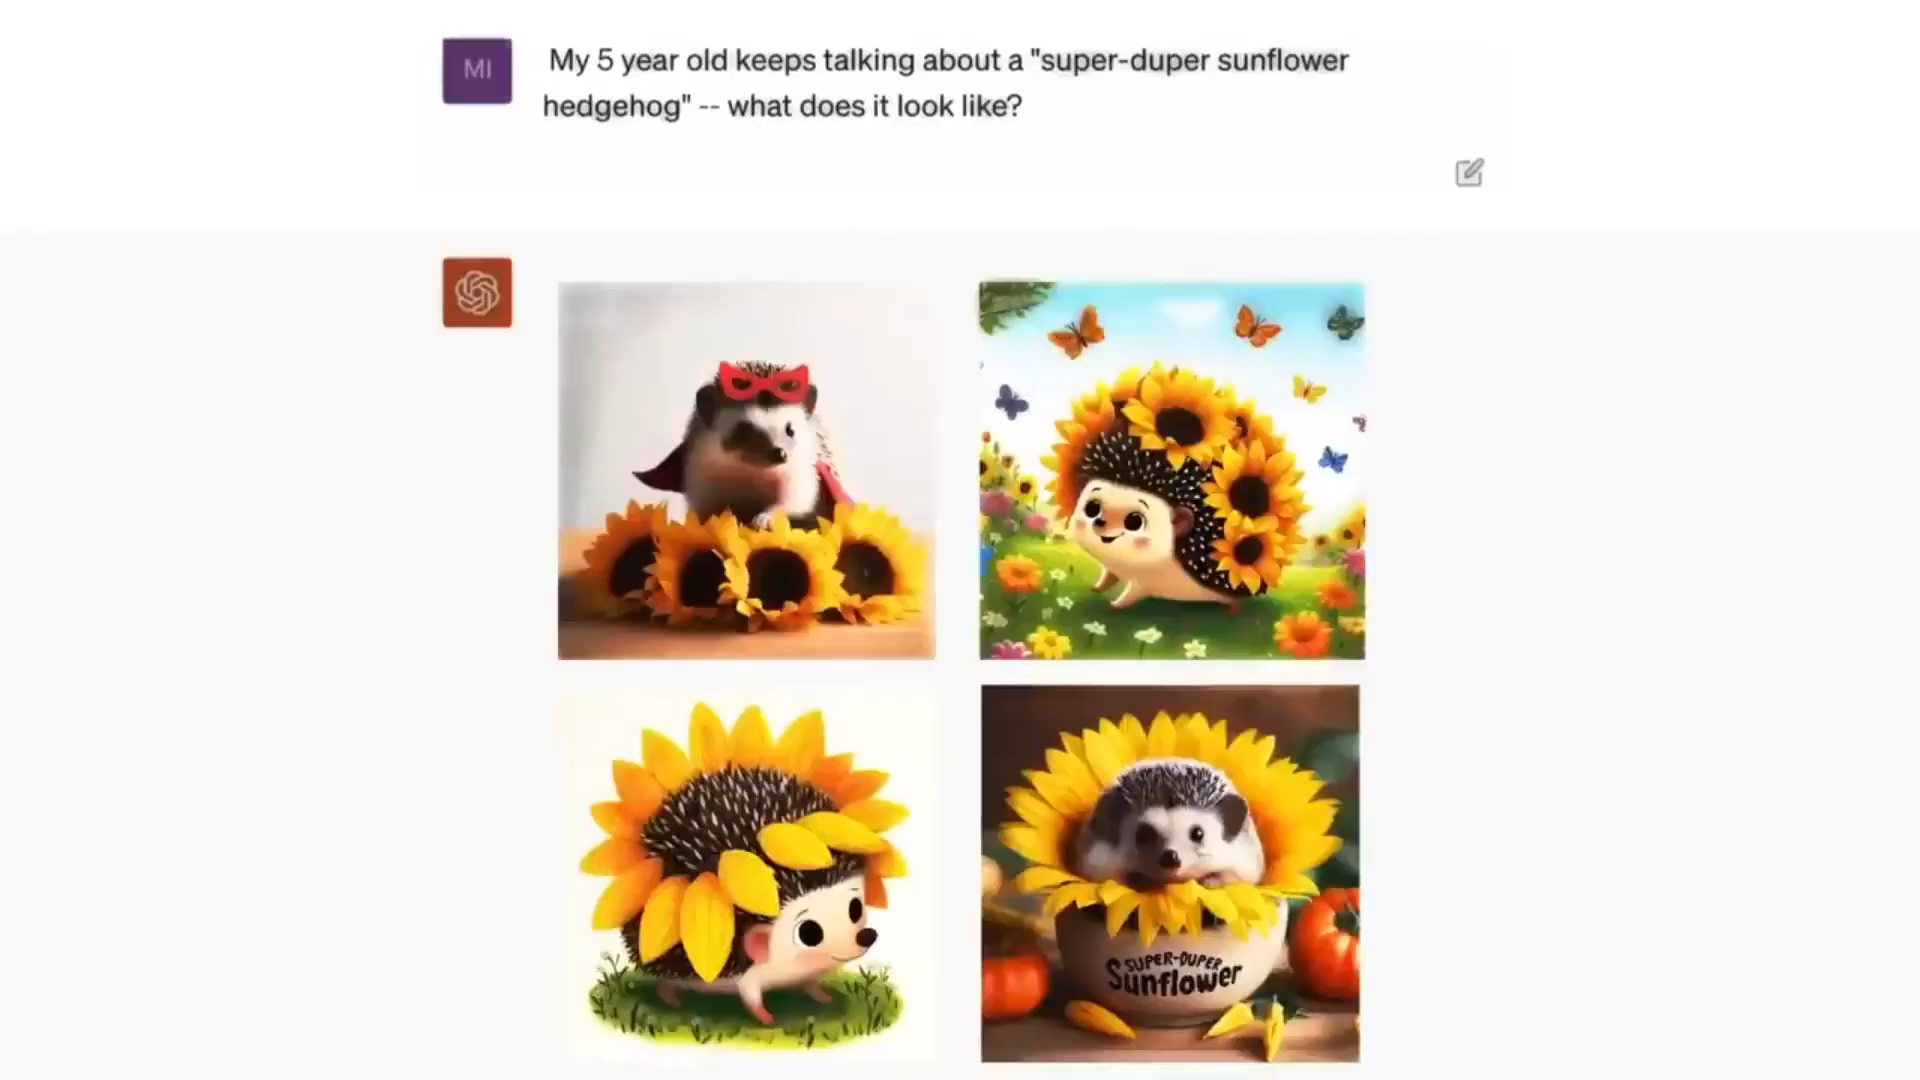 MI
My 5 year old keeps talking about a "super-duper sunflower
hedgehog" -- what does it look like?
SUPER-DUPER
Sunflower